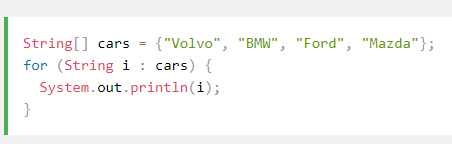 String[] cars = {"Volvo", "BMW", "Ford", "Mazda"};
for (String i : cars) {
  System.out.println(i);
}